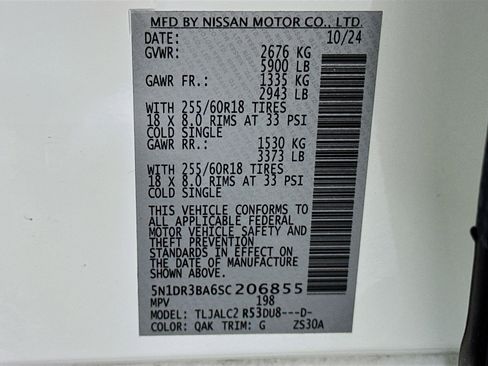 MFD BY NISSAN MOTOR CO., LTD.
DATE: 10/24
GVWR: 2676 KG
5900 LB
GAWR FR.: 1335 KG
2943 LB
WITH 255/60R18 TIRES
18 X 8.0 RIMS AT 33 PSI
COLD SINGLE
GAWR RR.: 1530 KG
3373 LB
WITH 255/60R18 TIRES
18 X 8.0 RIMS AT 33 PSI
COLD SINGLE
THIS VEHICLE CONFORMS TO
ALL APPLICABLE FEDERAL
MOTOR VEHICLE SAFETY AND
THEFT PREVENTION
STANDARDS IN EFFECT ON
THE DATE OF MANUFACTURE
SHOWN ABOVE.
5N1DR3BA6SC206855
MPV 198
MODEL: TLJALC2 R53DU8---D-
COLOR: QAK TRIM: G ZS30A